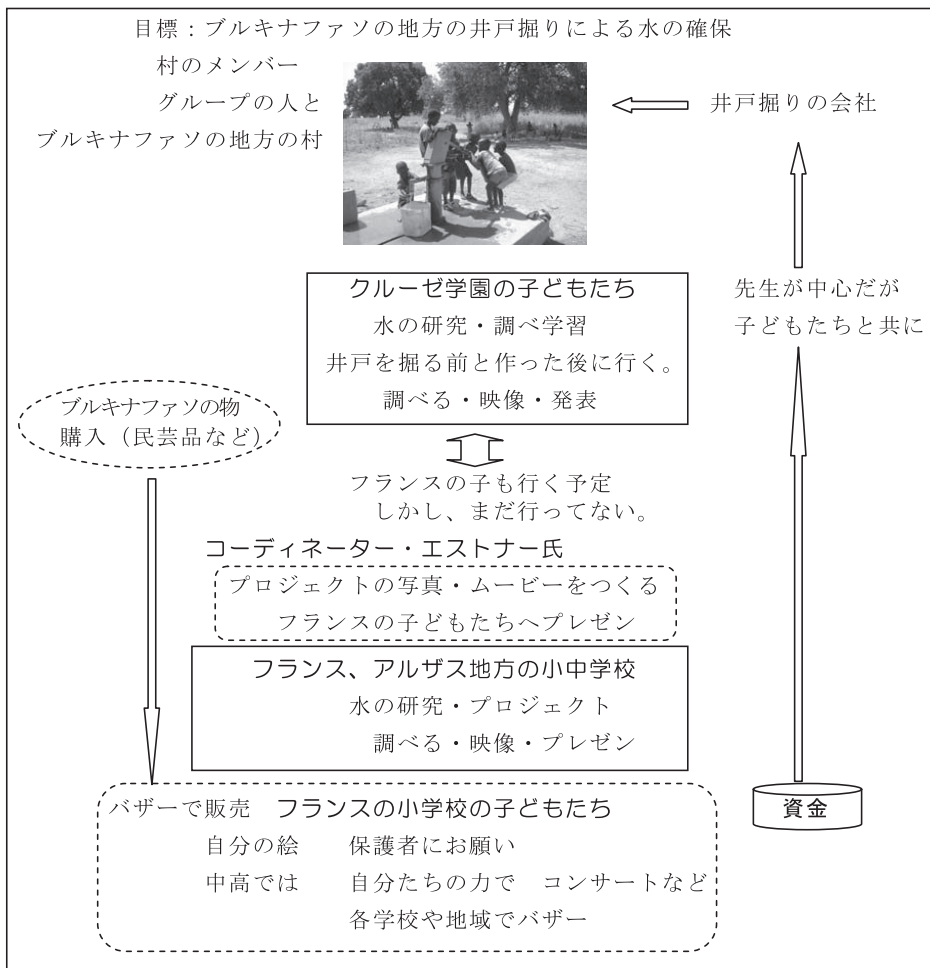 目標：ブルキナファソの地方の井戸掘りによる水の確保
村のメンバー
グループの人と
ブルキナファソの地方の村
井戸掘りの会社
クルーゼ学園の子どもたち
水の研究・調べ学習
井戸を掘る前と作った後に行く。
調べる・映像・発表
先生が中心だが
子どもたちと共に
ブルキナファソの物
購入（民芸品など）
フランスの子も行く予定
しかし、まだ行ってない。
コーディネーター・エストナー氏
プロジェクトの写真・ムービーをつくる
フランスの子どもたちへプレゼン
フランス、アルザス地方の小中学校
水の研究・プロジェクト
調べる・映像・プレゼン
バザーで販売　フランスの小学校の子どもたち
自分の絵　保護者にお願い
中高では　自分たちの力で　コンサートなど
各学校や地域でバザー
資金